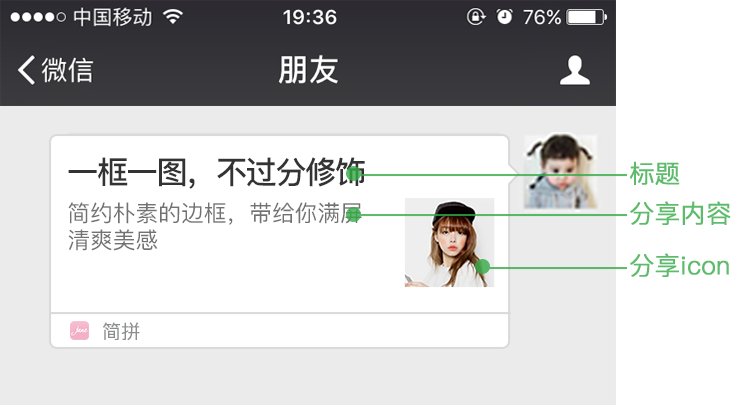 中国移动 19:36 76%
微信 朋友
一框一图，不过分修饰 标题
简约朴素的边框，带给你满屏 分享内容
清爽美感
分享icon
简拼